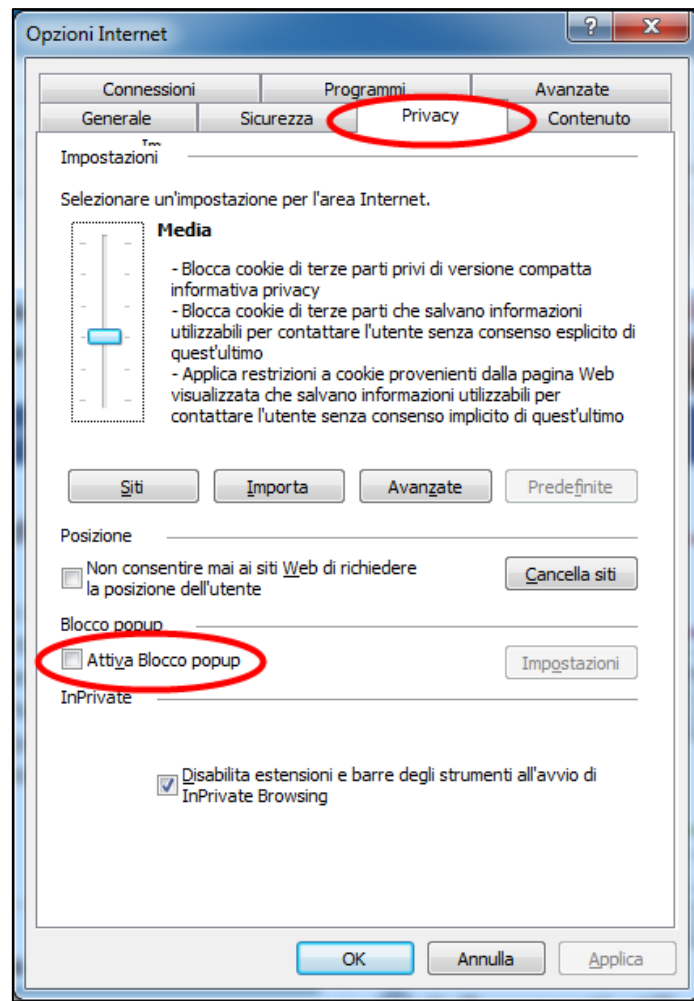 Opzioni Internet
Connessioni Programmi Avanzate
Generale Sicurezza Privacy Contenuto
Impostazioni
Selezionare un'impostazione per l'area Internet.
Media
- Blocca cookie di terze parti privi di versione compatta
informativa privacy
- Blocca cookie di terze parti che salvano informazioni
utilizzabili per contattare l'utente senza consenso esplicito di
quest'ultimo
- Applica restrizioni a cookie provenienti dalla pagina Web
visualizzata che salvano informazioni utilizzabili per
contattare l'utente senza consenso implicito di quest'ultimo
Siti Importa Avanzate Predefinite
Posizione
Non consentire mai ai siti Web di richiedere
la posizione dell'utente
Cancella siti
Blocco popup
Attiva Blocco popup Impostazioni
InPrivate
Disabilita estensioni e barre degli strumenti all'avvio di
InPrivate Browsing
OK Annulla Applica